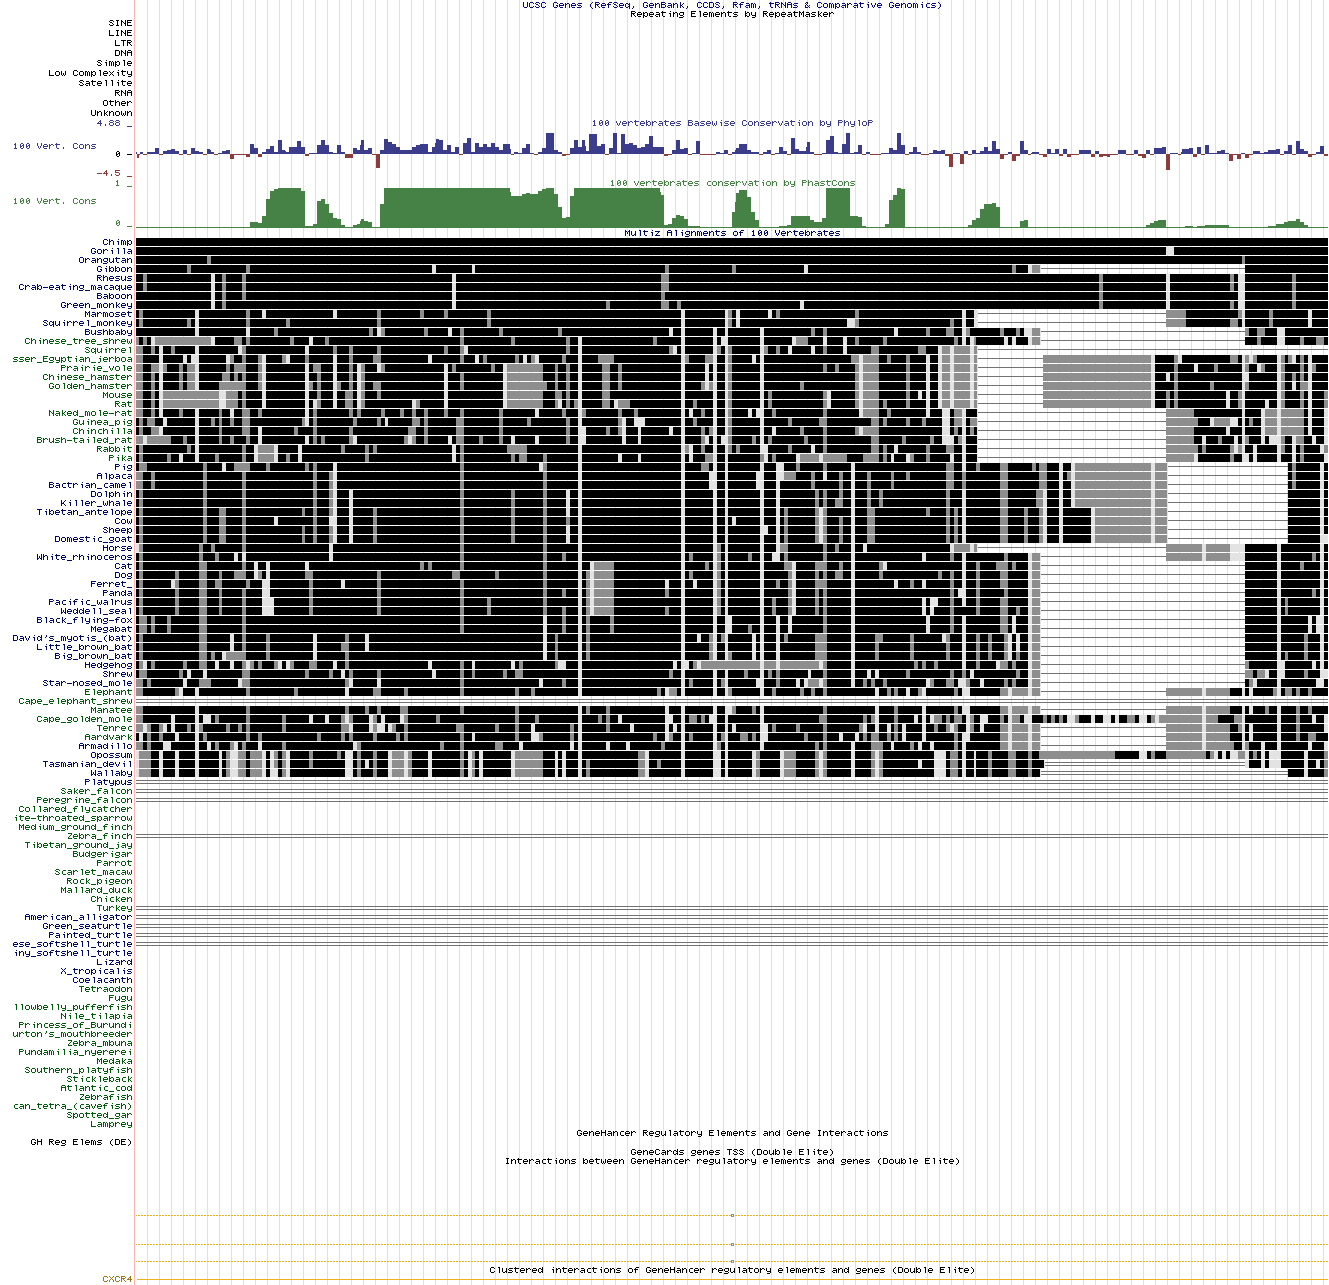 UCSC Genes (RefSeq, GenBank, CCDS, Rfam, tRNAs & Comparative Genomics)
Repeating Elements by RepeatMasker
SINE
LINE
LTR
DNA
Simple
Low Complexity
Satellite
RNA
Other
Unknown
4.88 _
100 vertebrates Basewise Conservation by PhyloP
100 Vert. Cons
0 -
-4.5 _
1 _
100 vertebrates conservation by PhastCons
100 Vert. Cons
0 _
Multiz Alignments of 100 Vertebrates
Chimp
Gorilla
Orangutan
Gibbon
Rhesus
Crab-eating_macaque
Baboon
Green_monkey
Marmoset
Squirrel_monkey
Bushbaby
Chinese_tree_shrew
Squirrel
sser_Egyptian_jerboa
Prairie_vole
Chinese_hamster
Golden_hamster
Mouse
Rat
Naked_mole-rat
Guinea_pig
Chinchilla
Brush-tailed_rat
Rabbit
Pika
Pig
Alpaca
Bactrian_camel
Dolphin
Killer_whale
Tibetan_antelope
Cow
Sheep
Domestic_goat
Horse
White_rhinoceros
Cat
Dog
Ferret_
Panda
Pacific_walrus
Weddell_seal
Black_flying-fox
Megabat
David's_myotis_(bat)
Little_brown_bat
Big_brown_bat
Hedgehog
Shrew
Star-nosed_mole
Elephant
Cape_elephant_shrew
Manatee
Cape_golden_mole
Tenrec
Aardvark
Armadillo
Opossum
Tasmanian_devil
Wallaby
Platypus
Saker_falcon
Peregrine_falcon
Collared_flycatcher
ite-throated_sparrow
Medium_ground_finch
Zebra_finch
Tibetan_ground_jay
Budgerigar
Parrot
Scarlet_macaw
Rock_pigeon
Mallard_duck
Chicken
Turkey
American_alligator
Green_seaturtle
Painted_turtle
ese_softshell_turtle
iny_softshell_turtle
Lizard
X_tropicalis
Coelacanth
Tetraodon
Fugu
llowbelly_pufferfish
Nile_tilapia
Princess_of_Burundi
urton's_mouthbreeder
Zebra_mbuna
Pundamilia_nyererei
Medaka
Southern_platyfish
Stickleback
Atlantic_cod
Zebrafish
can_tetra_(cavefish)
Spotted_gar
Lamprey
GeneHancer Regulatory Elements and Gene Interactions
GH Reg Elems (DE)
GeneCards genes TSS (Double Elite)
Interactions between GeneHancer regulatory elements and genes (Double Elite)
Clustered interactions of GeneHancer regulatory elements and genes (Double Elite)
CXCR4